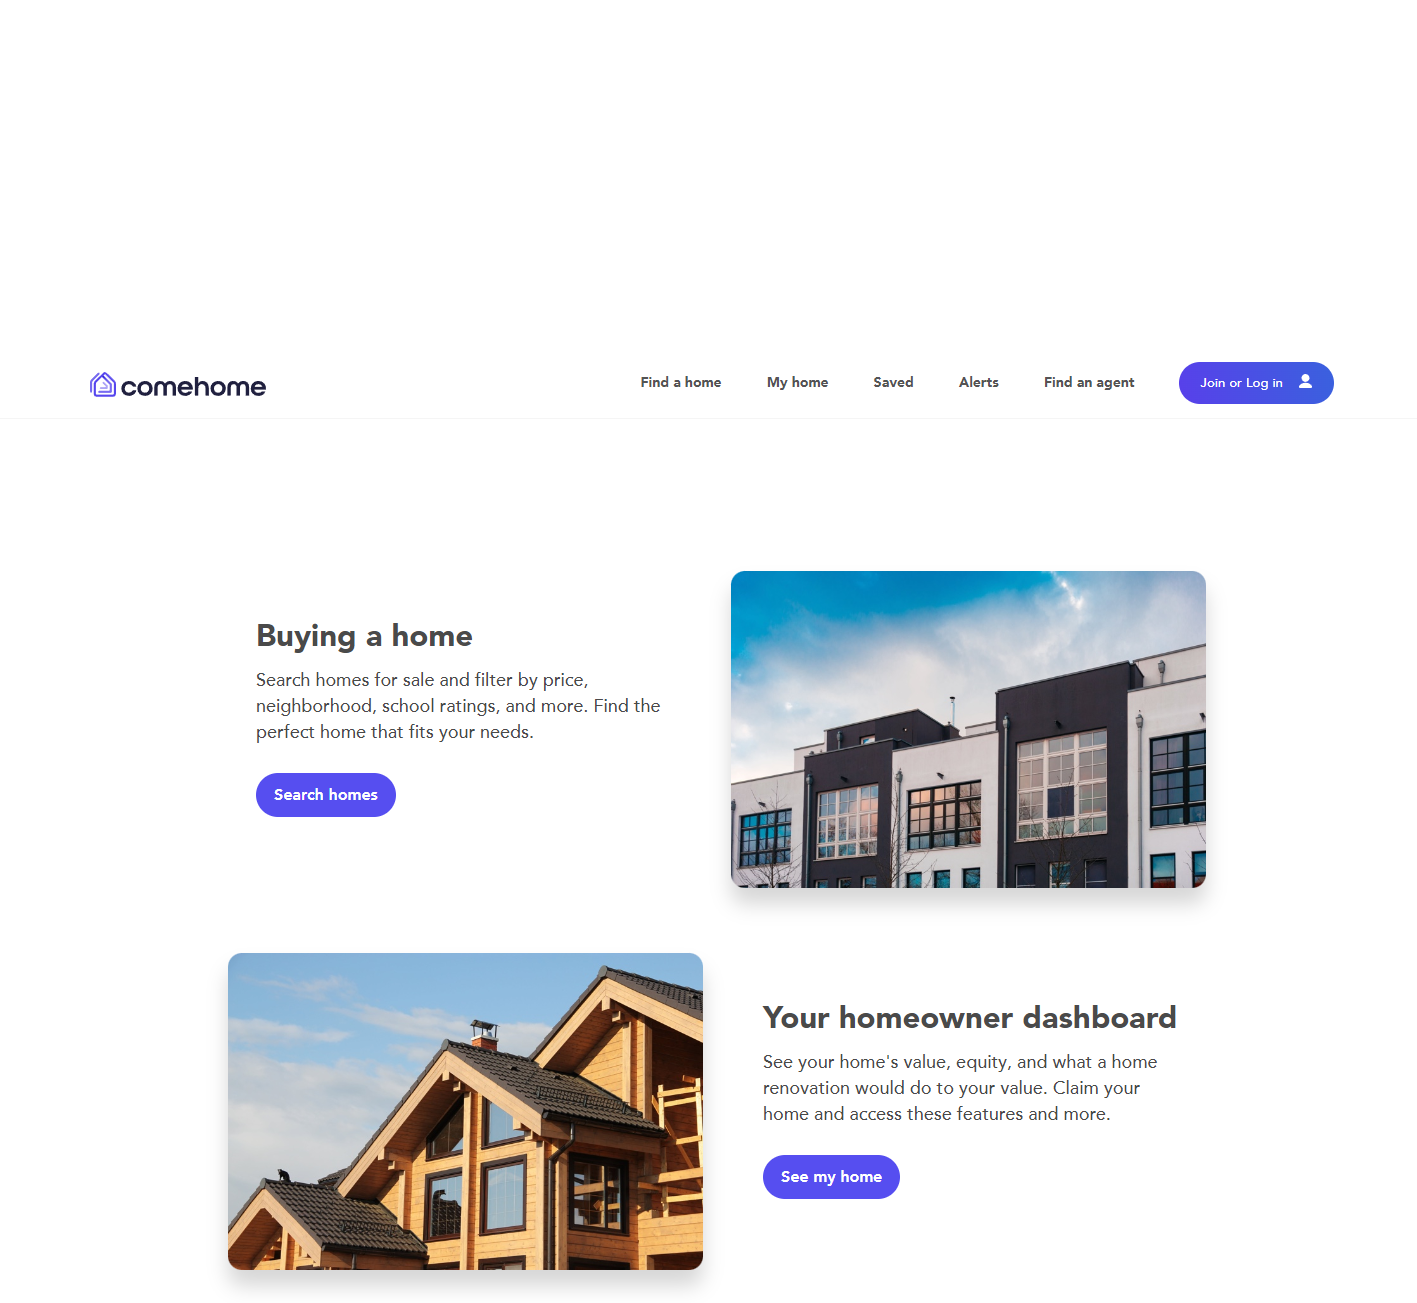 comehome
Find a home
My home
Saved
Alerts
Find an agent
Join or Log in
Buying a home
Search homes for sale and filter by price,
neighborhood, school ratings, and more. Find the
perfect home that fits your needs.
Search homes
Your homeowner dashboard
See your home's value, equity, and what a home
renovation would do to your value. Claim your
home and access these features and more.
See my home